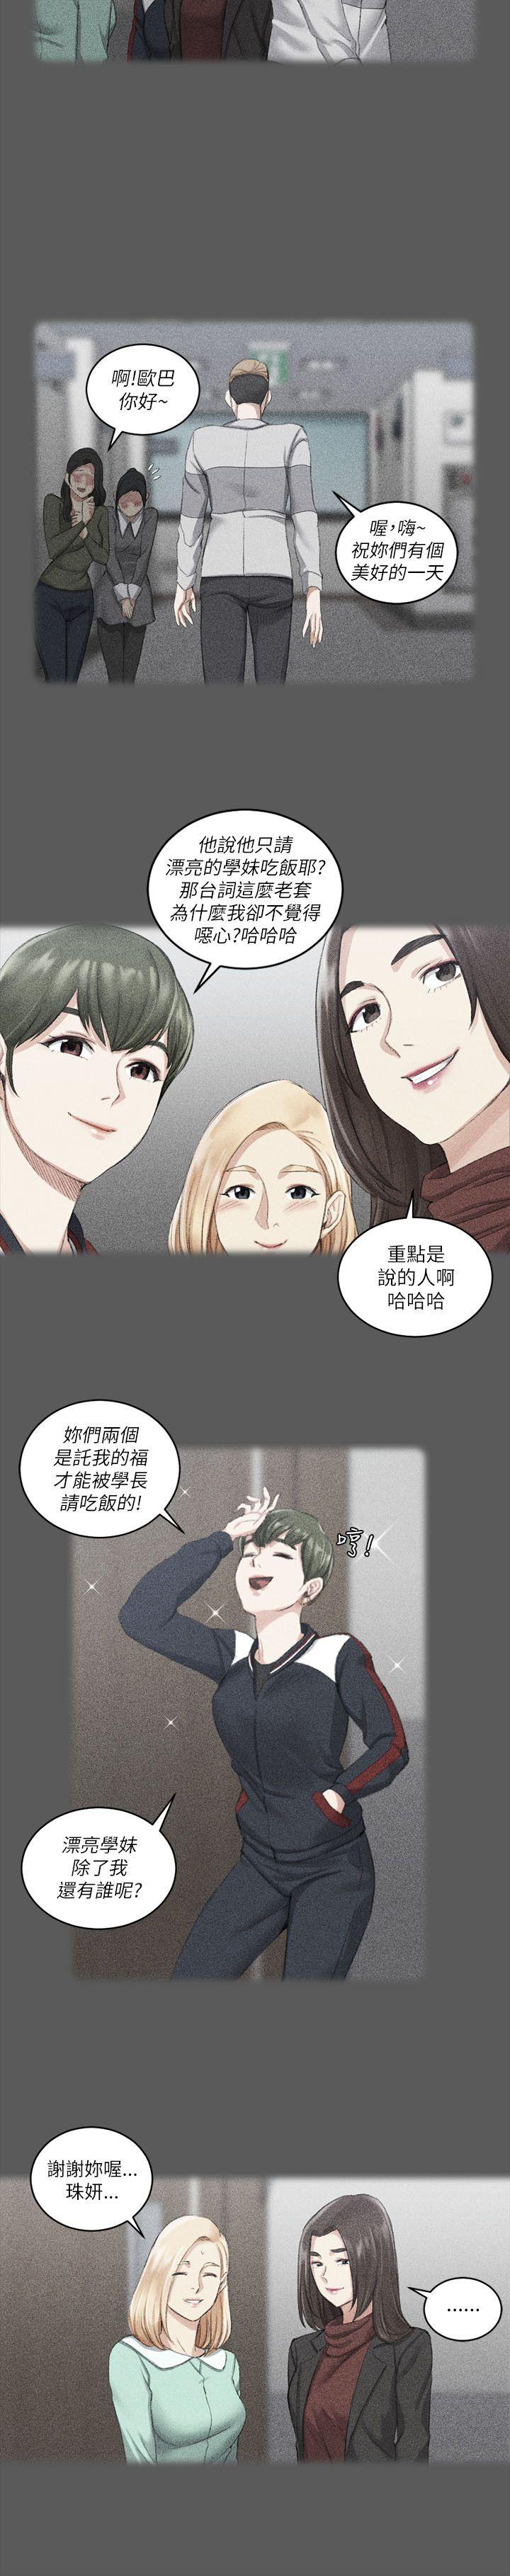 啊!歐巴
你好~
喔,嗨~
祝妳們有個
美好的一天
他說他只請
漂亮的學妹吃飯耶?
那台詞這麼老套
為什麼我卻不覺得
噁心?哈哈哈
重點是
說的人啊
哈哈哈
妳們兩個
是託我的福
才能被學長
請吃飯的!
哼!
漂亮學妹
除了我
還有誰呢?
謝謝妳喔...
珠妍...
......